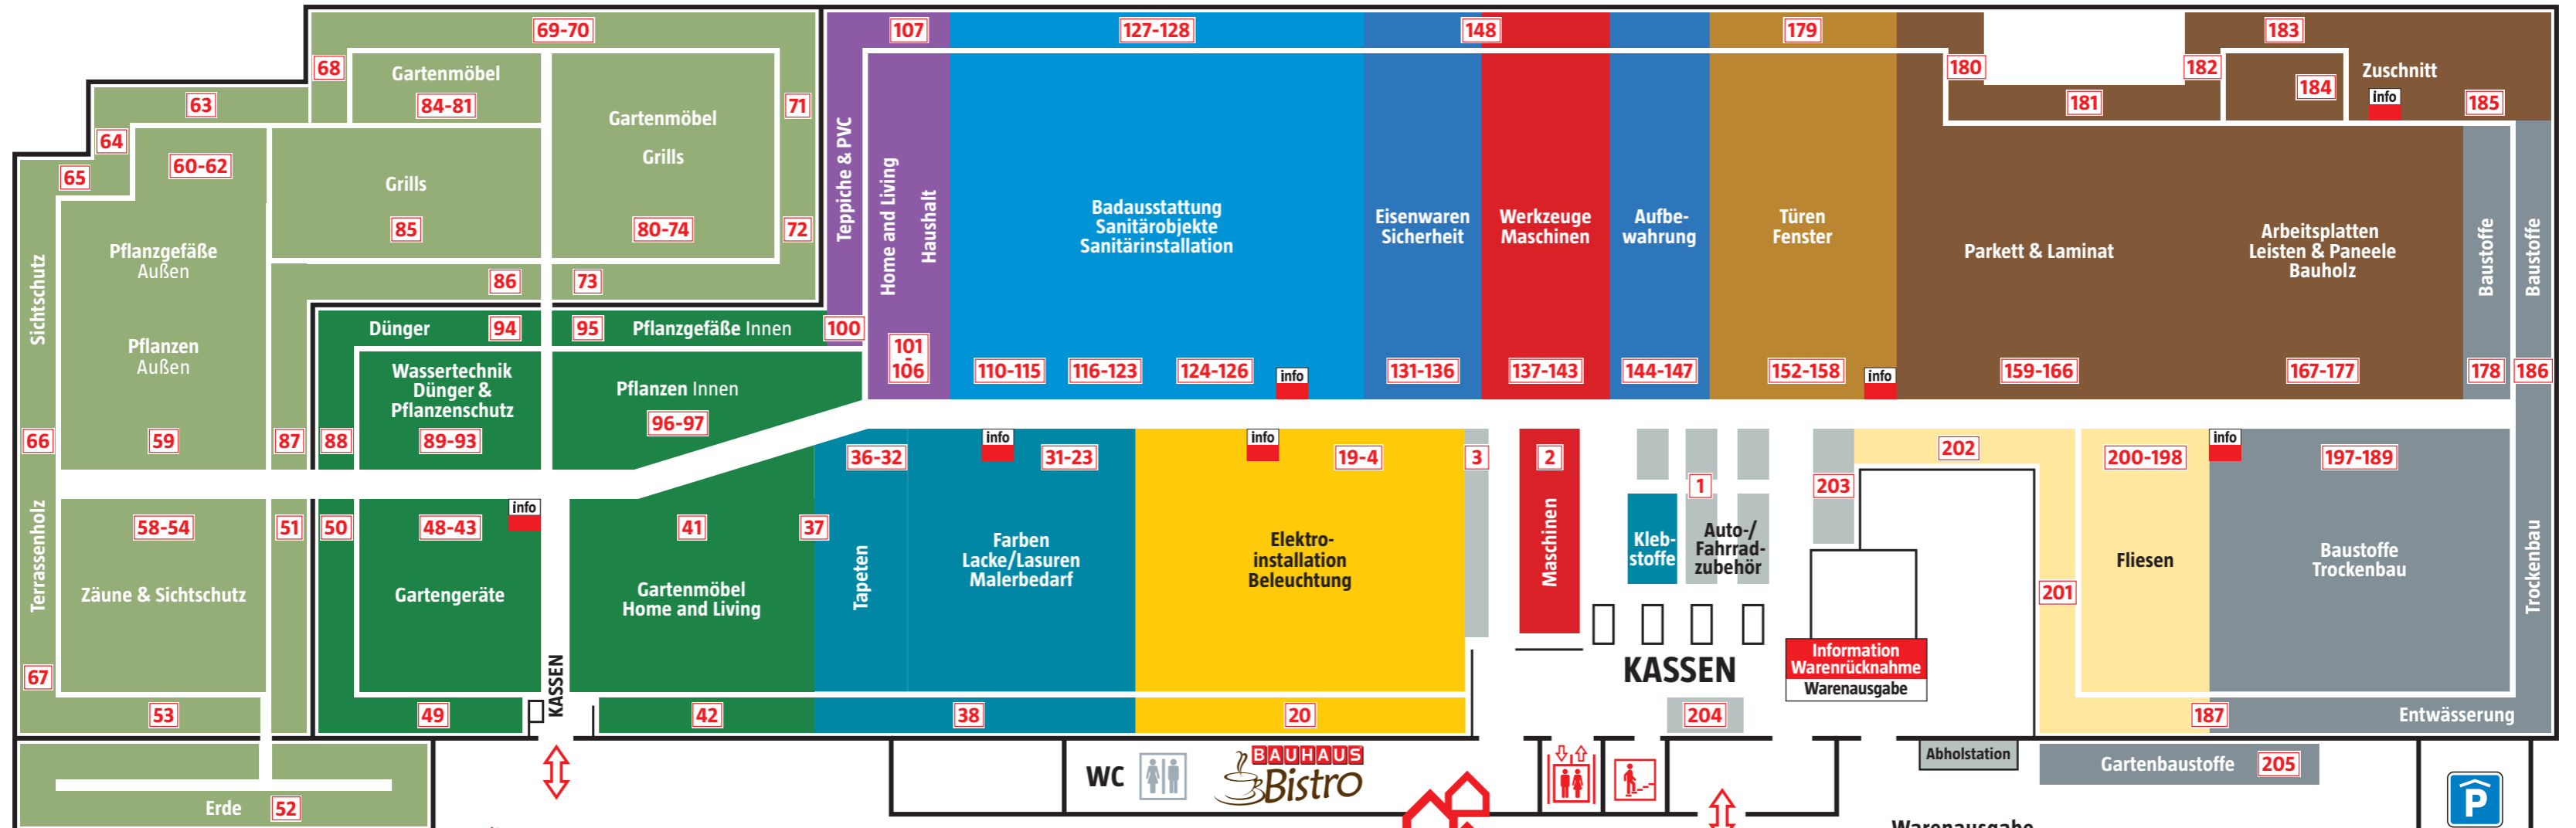 69-70
107
127-128
148
179
183
68
Gartenmöbel
84-81
180
182
184
Zuschnitt
info
185
63
71
181
64
Gartenmöbel
Grills
60-62
65
Grills
85
80-74
72
Teppiche & PVC
Home and Living
Haushalt
Badausstattung
Sanitärobjekte
Sanitärinstallation
Eisenwaren
Sicherheit
Werkzeuge
Maschinen
Aufbe-
wahrung
Türen
Fenster
Parkett & Laminat
Arbeitsplatten
Leisten & Paneele
Bauholz
Baustoffe
Baustoffe
Sichtschutz
Pflanzgefäße
Außen
86
73
Dünger
94
95
Pflanzgefäße Innen
100
Pflanzen
Außen
101
-
106
Wassertechnik
Dünger &
Pflanzenschutz
Pflanzen Innen
110-115
116-123
124-126
info
131-136
137-143
144-147
152-158
info
159-166
167-177
178
186
66
59
87
88
89-93
96-97
36-32
info
31-23
info
19-4
3
2
1
203
202
200-198
info
197-189
Terrassenholz
58-54
51
50
48-43
info
41
37
Zäune & Sichtschutz
Gartengeräte
Gartenmöbel
Home and Living
Tapeten
Farben
Lacke/Lasuren
Malerbedarf
Elektro-
installation
Beleuchtung
Maschinen
Kleb-
stoffe
Auto-/
Fahrrad-
zubehör
Fliesen
Baustoffe
Trockenbau
Trockenbau
201
67
KASSEN
KASSEN
Information
Warenrücknahme
Warenausgabe
53
49
42
38
20
204
187
Entwässerung
WC
BAUHAUS
Bistro
Abholstation
Gartenbaustoffe
205
Erde
52
P
Warenausgabe